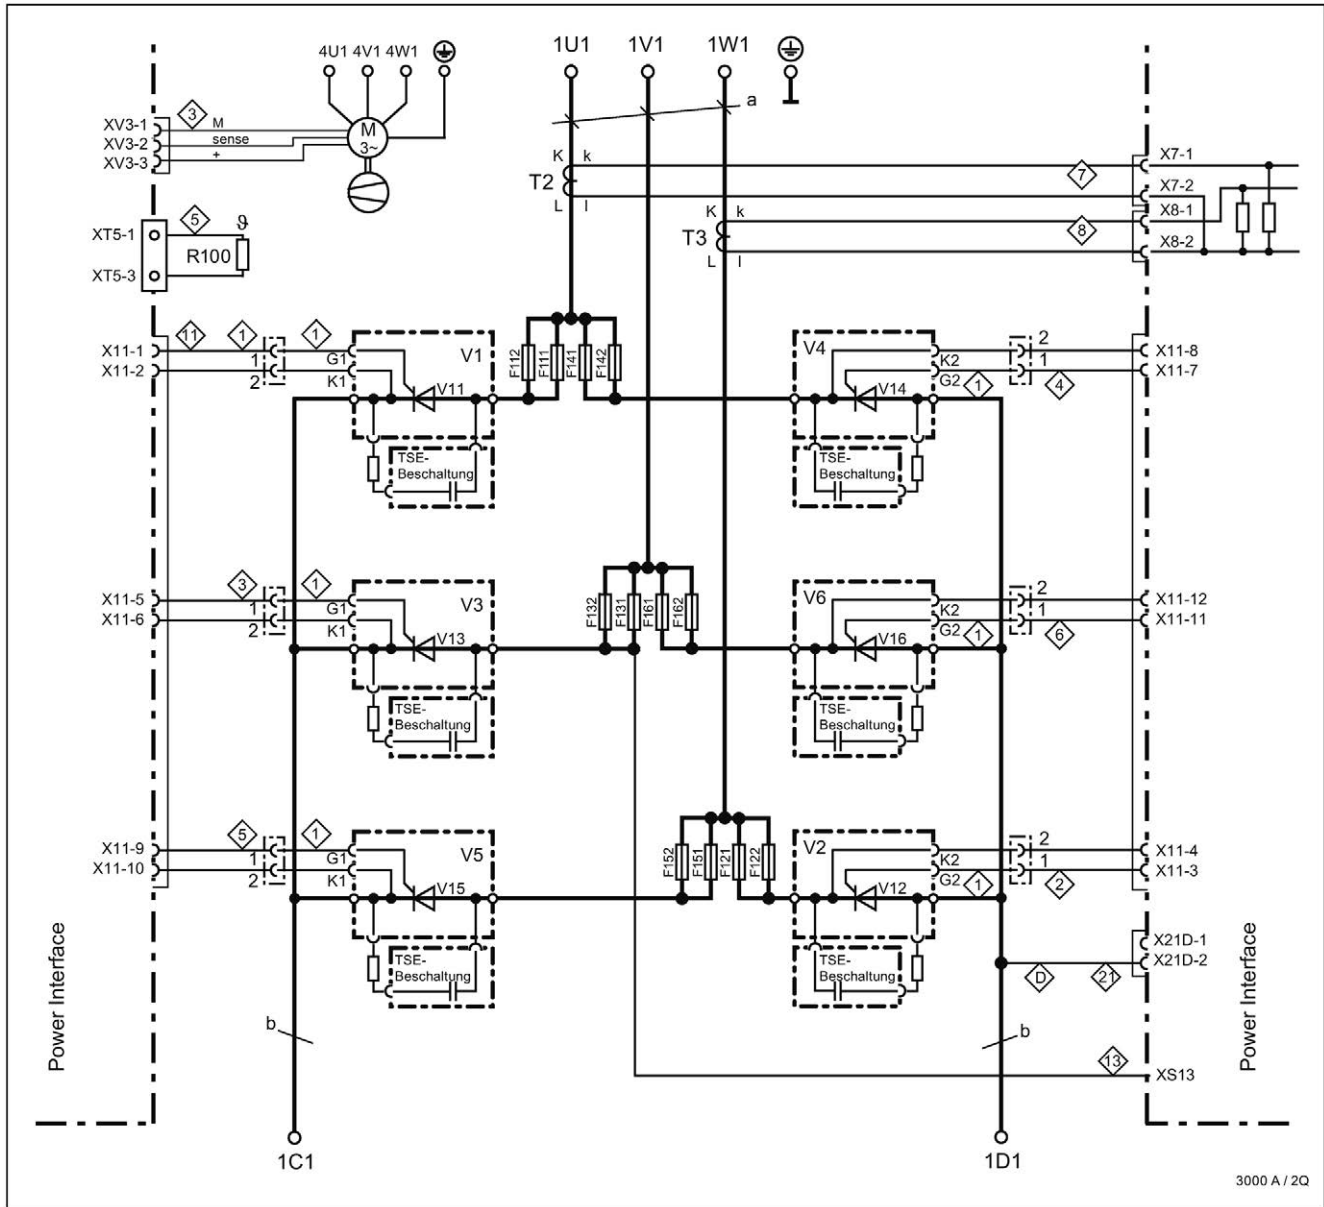 4U1 4V1 4W1
1U1 1V1 1W1
a
XV3-1
XV3-2
XV3-3
3
M
sense
+
M
3~
K k
T2
L l
7
X7-1
X7-2
K k
T3
L l
8
X8-1
X8-2
XT5-1
XT5-3
5
ϑ
R100
X11-1
X11-2
11
1
1
1
2
G1
K1
V1
V11
TSE-
Beschaltung
F112
F111
F141
F142
V4
V14
TSE-
Beschaltung
K2
G2
1
2
1
4
X11-8
X11-7
X11-5
X11-6
3
1
1
2
G1
K1
V3
V13
TSE-
Beschaltung
F132
F131
F161
F162
V6
V16
TSE-
Beschaltung
K2
G2
1
2
1
6
X11-12
X11-11
X11-9
X11-10
5
1
1
2
G1
K1
V5
V15
TSE-
Beschaltung
F152
F151
F121
F122
V2
V12
TSE-
Beschaltung
K2
G2
1
2
1
2
X11-4
X11-3
D
21
X21D-1
X21D-2
b
b
13
XS13
Power Interface
Power Interface
1C1
1D1
3000 A / 2Q